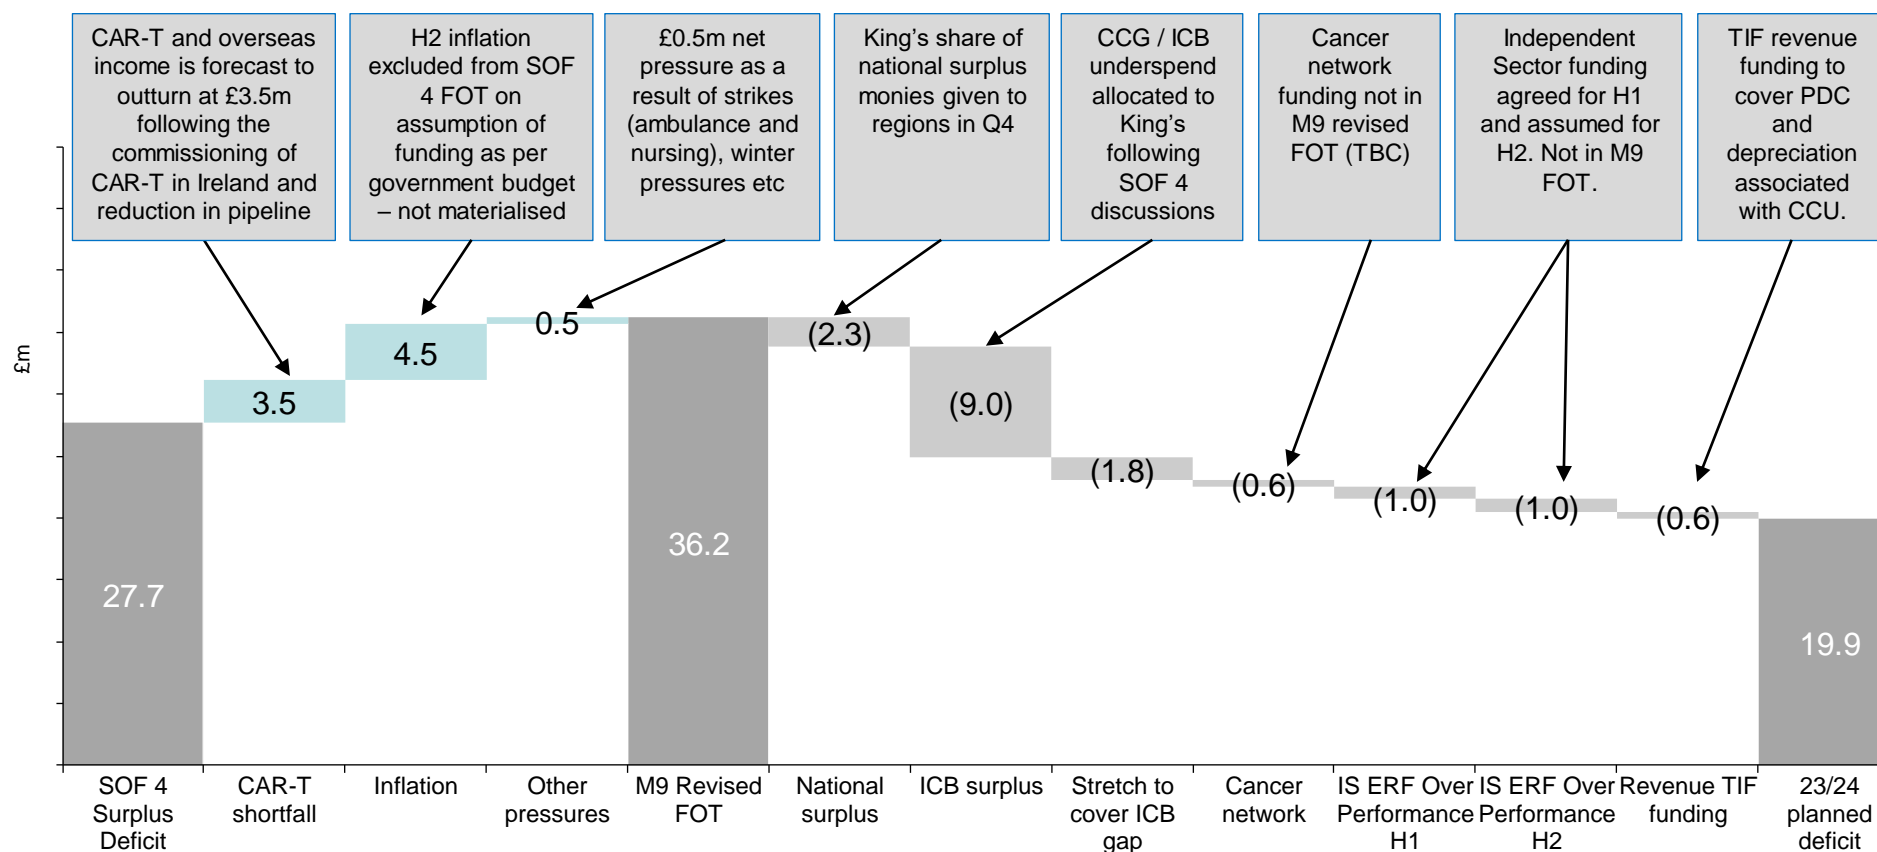 CAR-T and overseas
income is forecast to
outturn at £3.5m
following the
commissioning of
CAR-T in Ireland and
reduction in pipeline
H2 inflation
excluded from SOF
4 FOT on
assumption of
funding as per
government budget
– not materialised
£0.5m net
pressure as a
result of strikes
(ambulance and
nursing), winter
pressures etc
King's share of
national surplus
monies given to
regions in Q4
CCG / ICB
underspend
allocated to
King's
following
SOF 4
discussions
Cancer
network
funding not in
M9 revised
FOT (TBC)
Independent
Sector funding
agreed for H1
and assumed for
H2. Not in M9
FOT.
TIF revenue
funding to
cover PDC
and
depreciation
associated
with CCU.
£m
27.7
3.5
4.5
0.5
36.2
(2.3)
(9.0)
(1.8)
(0.6)
(1.0)
(1.0)
(0.6)
19.9
SOF 4
Surplus
Deficit
CAR-T
shortfall
Inflation
Other
pressures
M9 Revised
FOT
National
surplus
ICB surplus
Stretch to
cover ICB
gap
Cancer
network
IS ERF Over
Performance
H1
IS ERF Over
Performance
H2
Revenue TIF
funding
23/24
planned
deficit